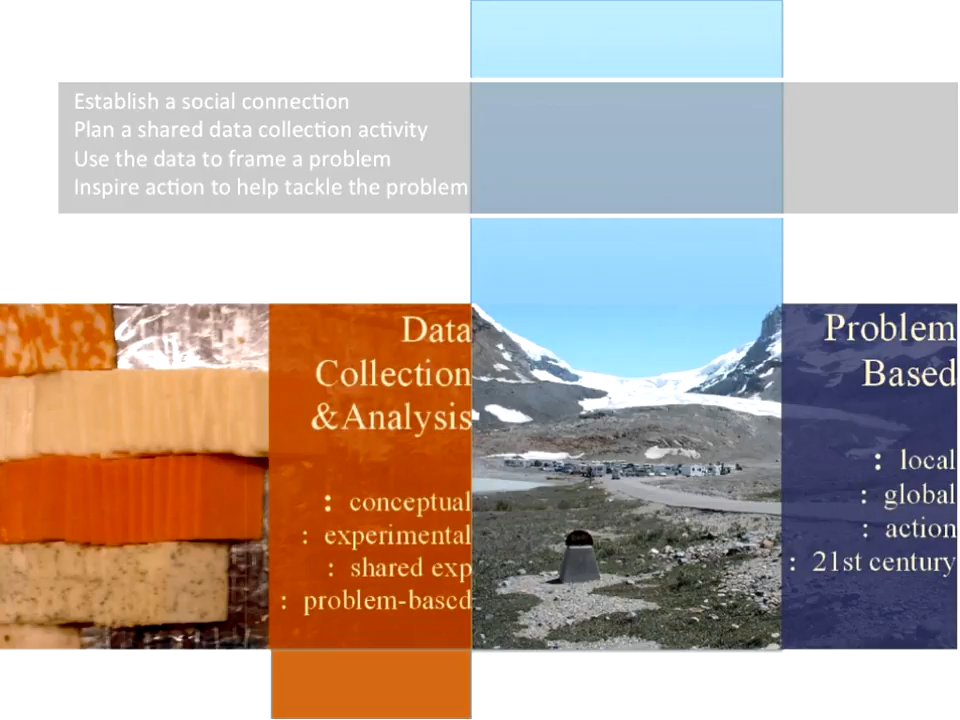 Establish a social connection
Plan a shared data collection activity
Use the data to frame a problem
Inspire action to help tackle the problem
Data
Collection
&Analysis
: conceptual
: experimental
: shared exp
: problem-based
Problem
Based
: local
: global
: action
: 21st century